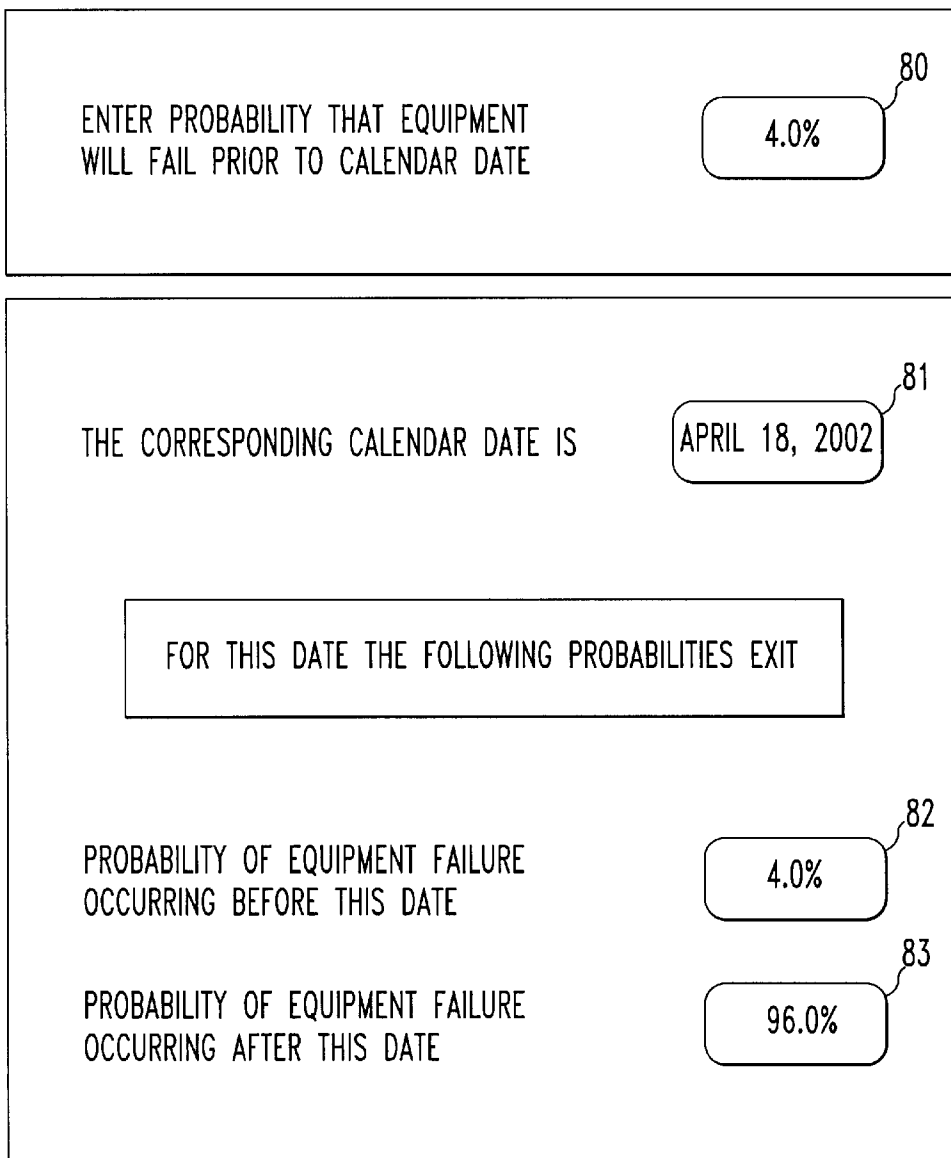 80
ENTER PROBABILITY THAT EQUIPMENT
WILL FAIL PRIOR TO CALENDAR DATE
4.0%
81
THE CORRESPONDING CALENDAR DATE IS
APRIL 18, 2002
FOR THIS DATE THE FOLLOWING PROBABILITIES EXIT
82
PROBABILITY OF EQUIPMENT FAILURE
OCCURRING BEFORE THIS DATE
4.0%
83
PROBABILITY OF EQUIPMENT FAILURE
OCCURRING AFTER THIS DATE
96.0%